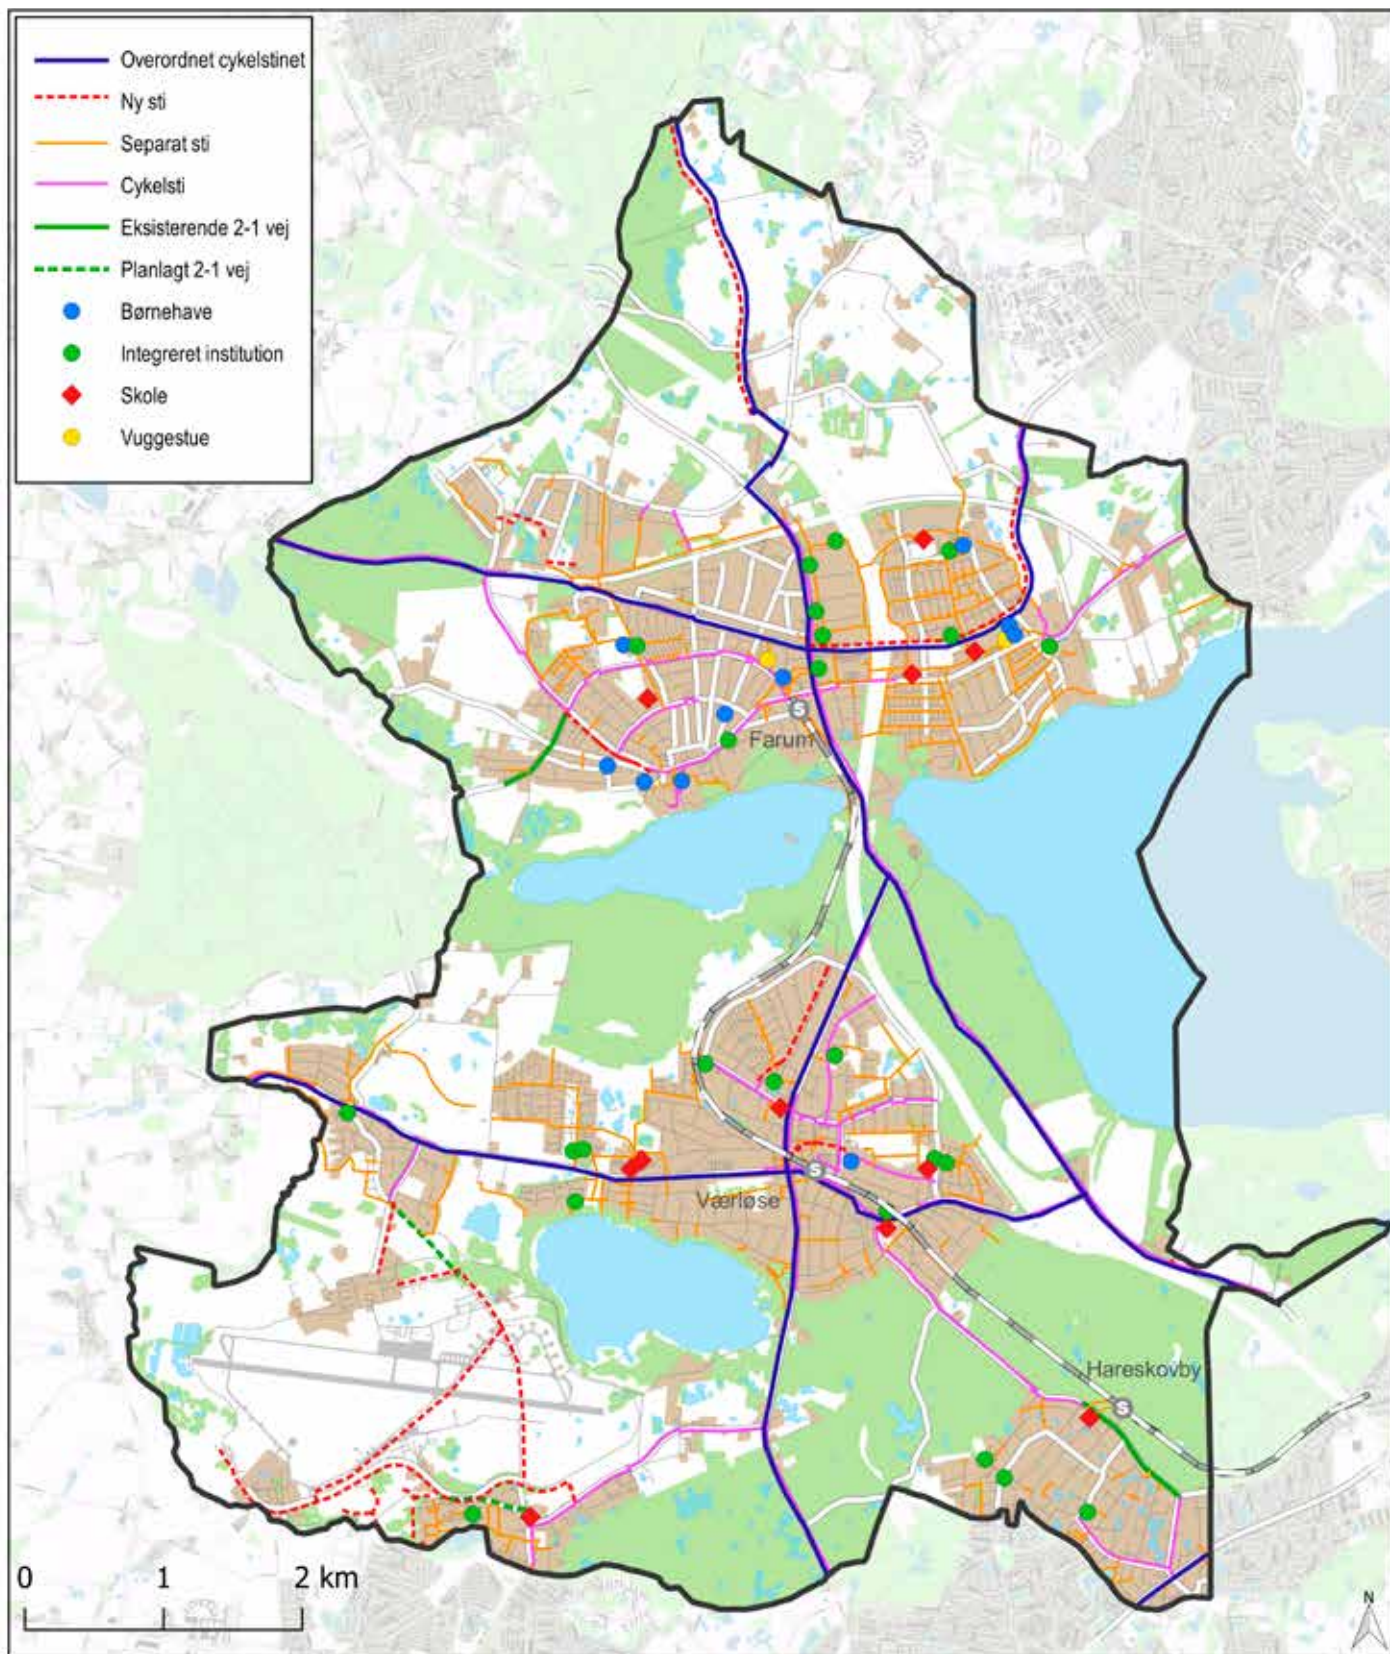 Overordnet cykelstinet
Ny sti
Separat sti
Cykelsti
Eksisterende 2-1 vej
Planlagt 2-1 vej
Børnehave
Integreret institution
Skole
Vuggestue
S
Farum
Værløse
S
Hareskovby
S
0 1 2 km
N